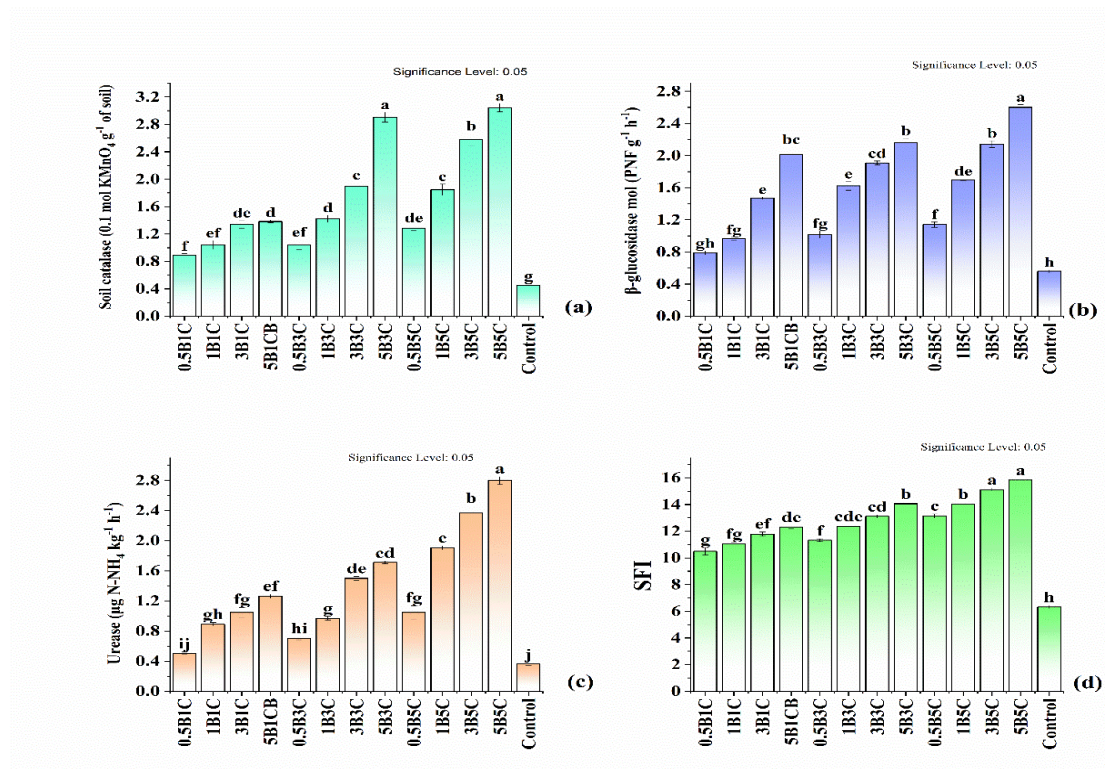 Significance Level: 0.05
Soil catalase (0.1 mol KMnO4 g-1 of soil)
3.2
2.8
2.4
2.0
1.6
1.2
0.8
0.4
0.0
f
ef
dc
d
ef
d
c
a
de
c
b
a
g
0.5B1C
1B1C
3B1C
5B1CB
0.5B3C
1B3C
3B3C
5B3C
0.5B5C
1B5C
3B5C
5B5C
Control
(a)
Significance Level: 0.05
β-glucosidase mol (PNF g-1 h-1)
2.8
2.4
2.0
1.6
1.2
0.8
0.4
0.0
gh
fg
e
bc
fg
e
cd
b
f
de
b
a
h
0.5B1C
1B1C
3B1C
5B1CB
0.5B3C
1B3C
3B3C
5B3C
0.5B5C
1B5C
3B5C
5B5C
Control
(b)
Significance Level: 0.05
Urease (µg N-NH4 kg-1 h-1)
2.8
2.4
2.0
1.6
1.2
0.8
0.4
0.0
ij
gh
fg
ef
hi
g
de
cd
fg
c
b
a
j
0.5B1C
1B1C
3B1C
5B1CB
0.5B3C
1B3C
3B3C
5B3C
0.5B5C
1B5C
3B5C
5B5C
Control
(c)
Significance Level: 0.05
SFI
16
14
12
10
8
6
4
2
0
g
fg
ef
dc
f
cdc
cd
b
c
b
a
a
h
0.5B1C
1B1C
3B1C
5B1CB
0.5B3C
1B3C
3B3C
5B3C
0.5B5C
1B5C
3B5C
5B5C
Control
(d)